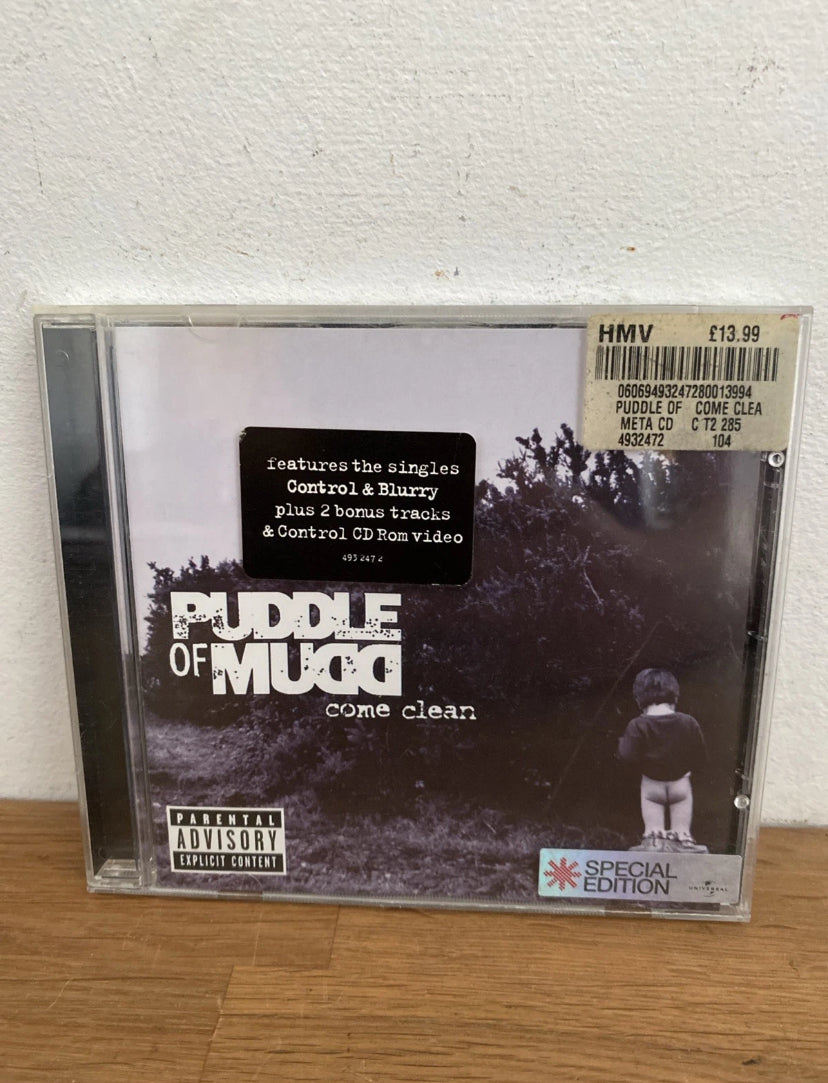 HMV £13.99
06069493247280013994
PUDDLE OF COME CLEA
META CD C T2 285
4932472 104
features the singles
Control & Blurry
plus 2 bonus tracks
& Control CD Rom video
493 247 2
PUDDLE
OF MUDD
come clean
PARENTAL
ADVISORY
EXPLICIT CONTENT
SPECIAL
EDITION
UNIVERSAL